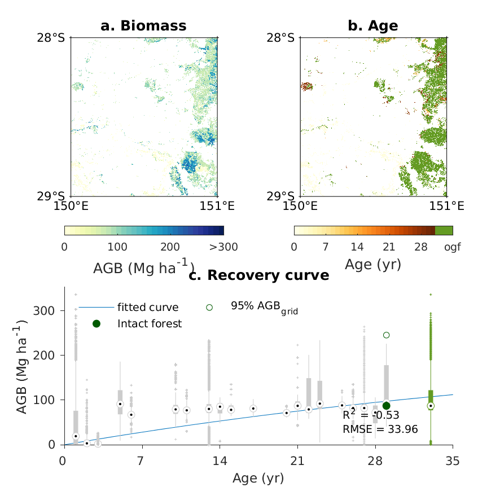 a. Biomass
b. Age
28°S
28°S
29°S
29°S
150°E
151°E
150°E
151°E
0
100
200
>300
0
7
14
21
28
ogf
AGB (Mg ha-1)
Age (yr)
c. Recovery curve
fitted curve
95% AGBgrid
Intact forest
300
200
100
0
AGB (Mg ha-1)
R2 = -0.53
RMSE = 33.96
0
7
14
21
28
35
Age (yr)